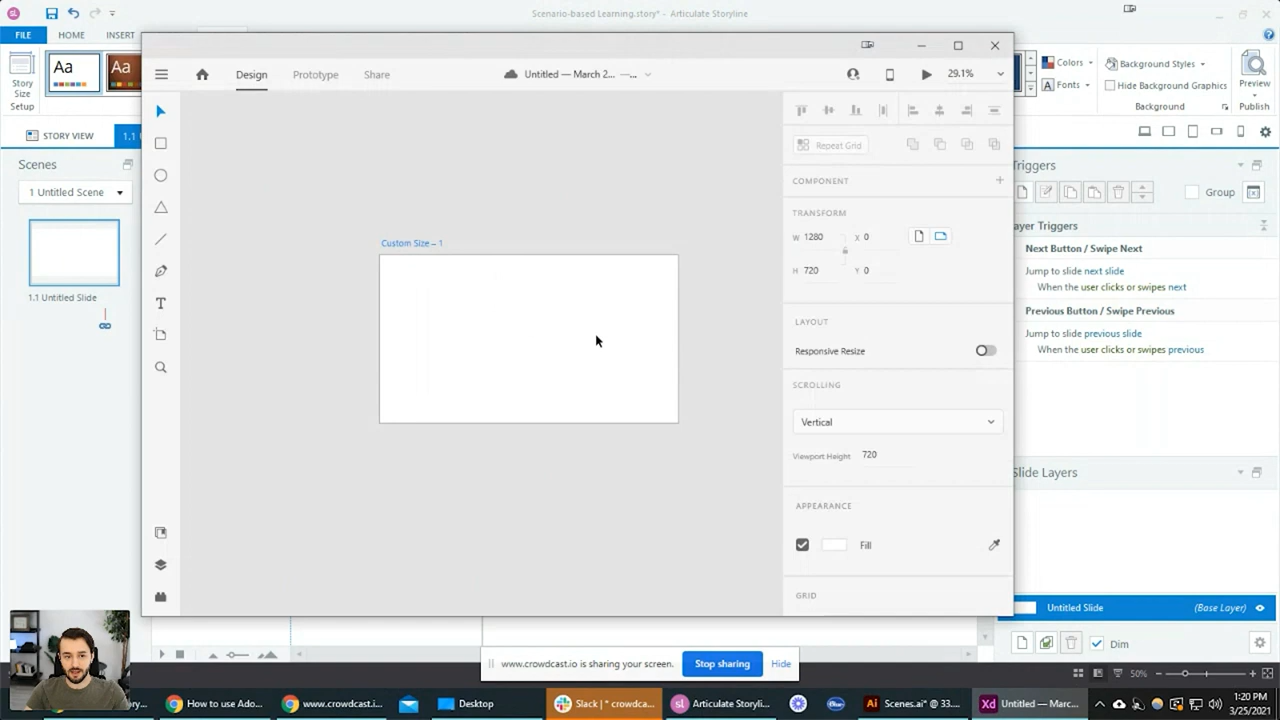 sl
Scenario-based Learning.story* - Articulate Storyline
FILE
HOME
INSERT
Story
Size
Setup
Aa
Aa
Colors
Fonts
Background Styles
Hide Background Graphics
Background
Preview
Publish
STORY VIEW
1.1
Scenes
1 Untitled Scene
1.1 Untitled Slide
Design
Prototype
Share
Untitled — March 2... —...
29.1%
Custom Size – 1
Repeat Grid
COMPONENT
TRANSFORM
W 1280
X 0
H 720
Y 0
LAYOUT
Responsive Resize
SCROLLING
Vertical
Viewport Height 720
APPEARANCE
Fill
GRID
Triggers
Group
ayer Triggers
Next Button / Swipe Next
Jump to slide next slide
When the user clicks or swipes next
Previous Button / Swipe Previous
Jump to slide previous slide
When the user clicks or swipes previous
Slide Layers
Untitled Slide
(Base Layer)
Dim
50%
www.crowdcast.io is sharing your screen.
Stop sharing
Hide
ory...
How to use Ado...
www.crowdcast.i...
Desktop
Slack | * crowdca...
sl
Articulate Storyli...
Ai
Scenes.ai* @ 33....
Xd
Untitled — Marc...
1:20 PM
3/25/2021